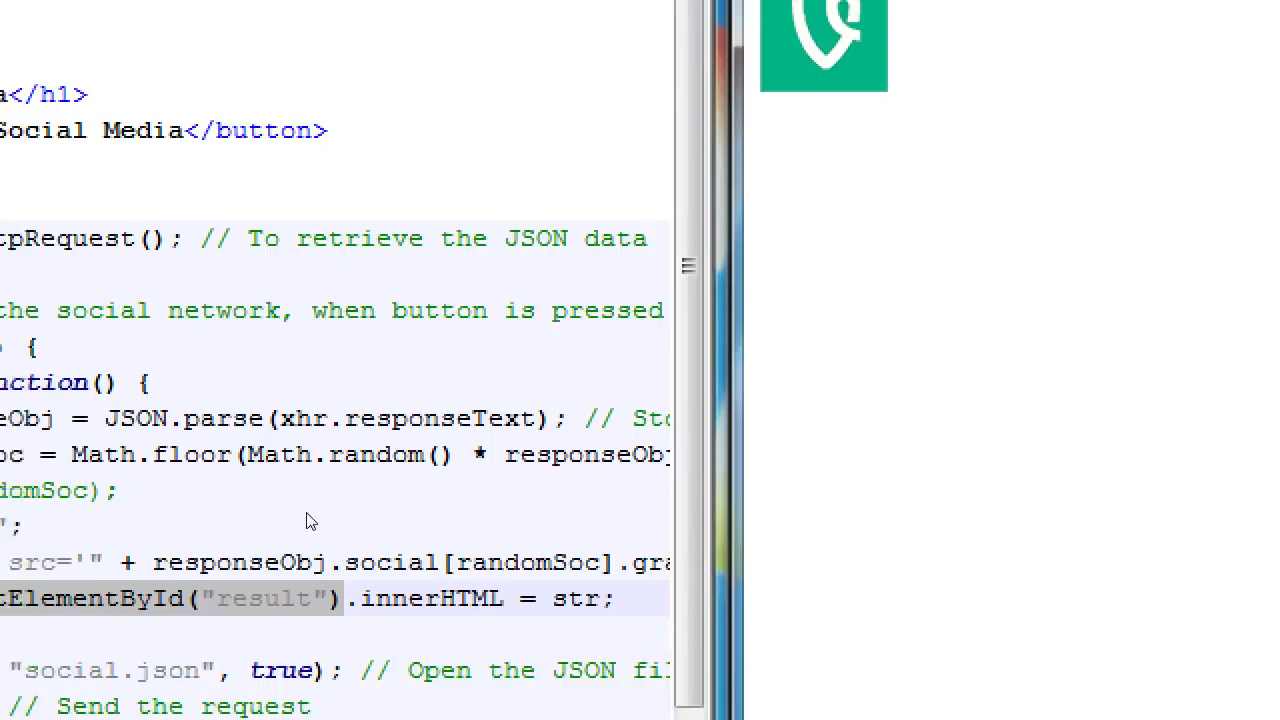 a</h1>
Social Media</button>
tpRequest(); // To retrieve the JSON data
the social network, when button is pressed
{
nction() {
eObj = JSON.parse(xhr.responseText); // Sto
oc = Math.floor(Math.random() * responseObj
domSoc);
";
src='" + responseObj.social[randomSoc].gra
tElementById("result").innerHTML = str;
"social.json", true); // Open the JSON fil
// Send the request